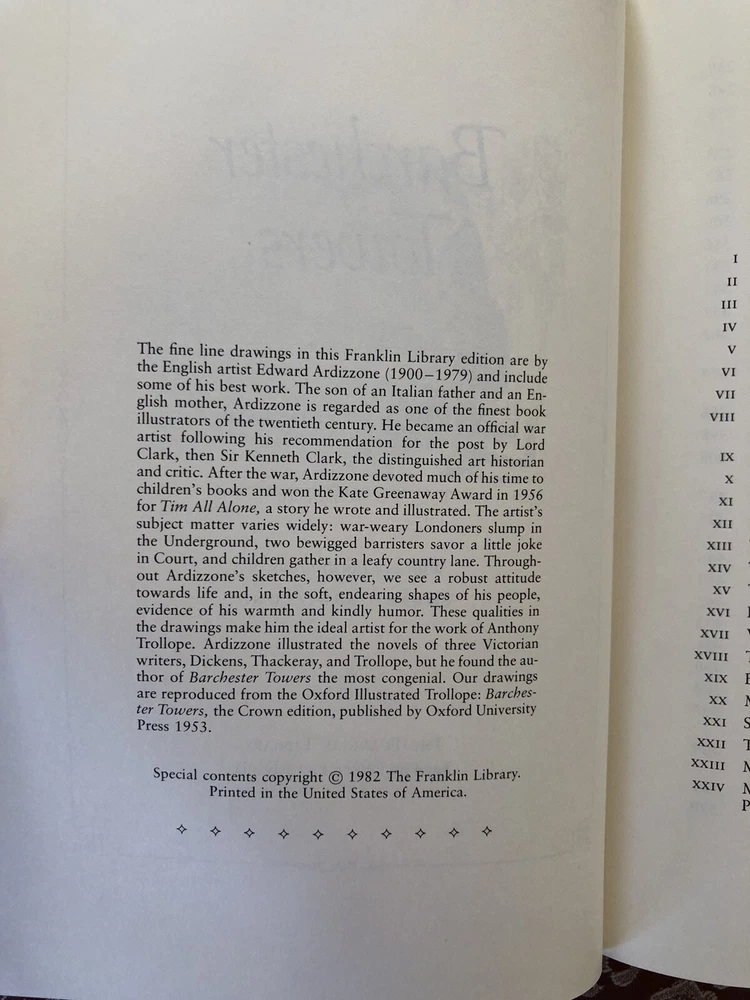 The fine line drawings in this Franklin Library edition are by
the English artist Edward Ardizzone (1900–1979) and include
some of his best work. The son of an Italian father and an En-
glish mother, Ardizzone is regarded as one of the finest book
illustrators of the twentieth century. He became an official war
artist following his recommendation for the post by Lord
Clark, then Sir Kenneth Clark, the distinguished art historian
and critic. After the war, Ardizzone devoted much of his time to
children's books and won the Kate Greenaway Award in 1956
for Tim All Alone, a story he wrote and illustrated. The artist's
subject matter varies widely: war-weary Londoners slump in
the Underground, two bewigged barristers savor a little joke
in Court, and children gather in a leafy country lane. Through-
out Ardizzone's sketches, however, we see a robust attitude
towards life and, in the soft, endearing shapes of his people,
evidence of his warmth and kindly humor. These qualities in
the drawings make him the ideal artist for the work of Anthony
Trollope. Ardizzone illustrated the novels of three Victorian
writers, Dickens, Thackeray, and Trollope, but he found the au-
thor of Barchester Towers the most congenial. Our drawings
are reproduced from the Oxford Illustrated Trollope: Barches-
ter Towers, the Crown edition, published by Oxford University
Press 1953.
Special contents copyright © 1982 The Franklin Library.
Printed in the United States of America.
I
II
III
IV
V
VI
VII
VIII
IX
X
XI
XII
XIII
XIV
XV
XVI
XVII
XVIII
XIX
XX
XXI
XXII
XXIII
XXIV